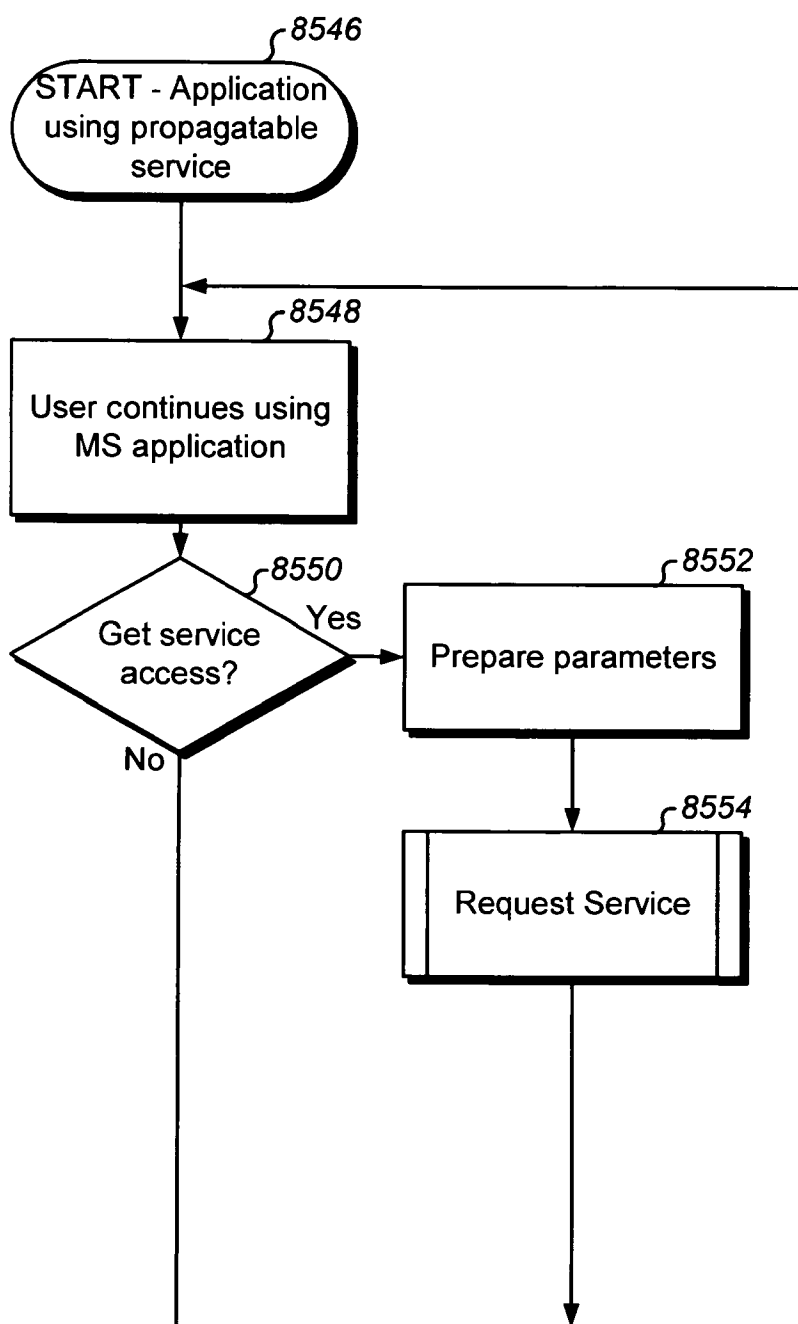 8546
START - Application
using propagatable
service
8548
User continues using
MS application
8550
Get service
access?
Yes
No
8552
Prepare parameters
8554
Request Service